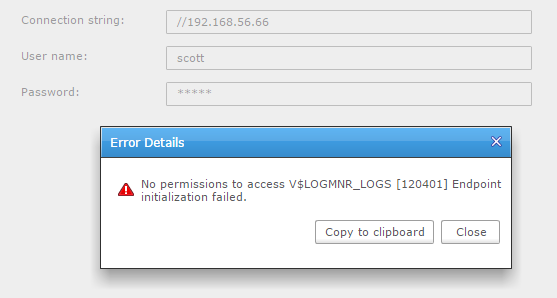 Connection string:
//192.168.56.66
User name:
scott
Password:
*****
Error Details
No permissions to access V$LOGMNR_LOGS [120401] Endpoint
initialization failed.
Copy to clipboard
Close